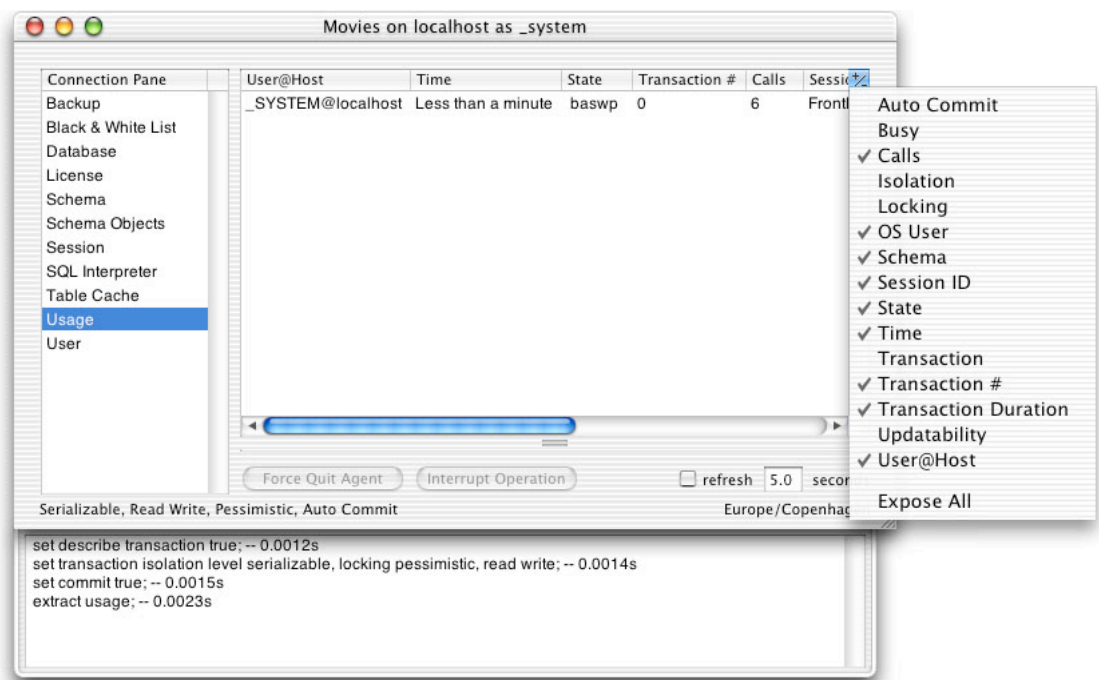 Movies on localhost as _system
Connection Pane
Backup
Black & White List
Database
License
Schema
Schema Objects
Session
SQL Interpreter
Table Cache
Usage
User
User@Host Time State Transaction # Calls
_SYSTEM@localhost Less than a minute baswp 0 6
Force Quit Agent Interrupt Operation refresh 5.0
Serializable, Read Write, Pessimistic, Auto Commit
Auto Commit
Busy
✓ Calls
Isolation
Locking
✓ OS User
✓ Schema
✓ Session ID
✓ State
✓ Time
Transaction
✓ Transaction #
✓ Transaction Duration
Updatability
✓ User@Host
Expose All
set describe transaction true; -- 0.0012s
set transaction isolation level serializable, locking pessimistic, read write; -- 0.0014s
set commit true; -- 0.0015s
extract usage; -- 0.0023s